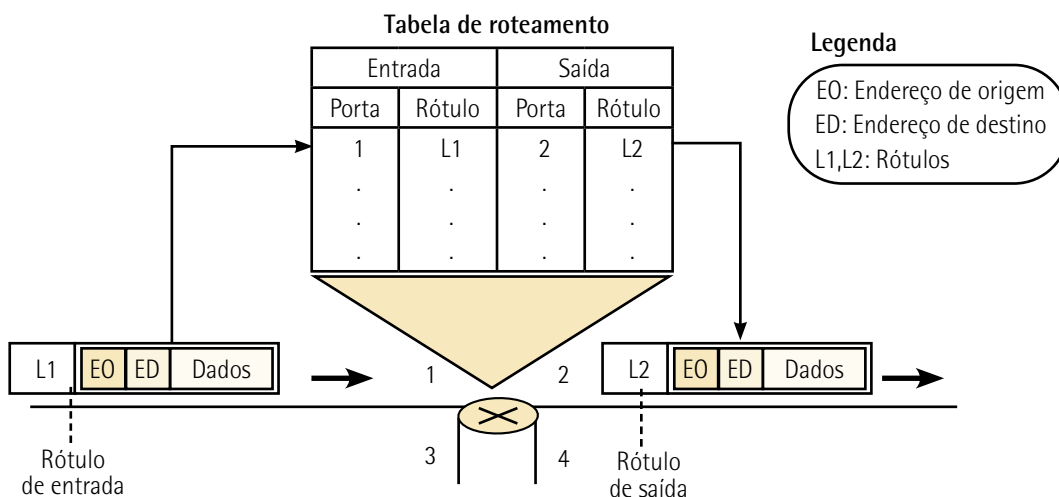 Tabela de roteamento
Entrada Saída
Porta Rótulo Porta Rótulo
1 L1 2 L2
. . . .
. . . .
. . . .
Legenda
EO: Endereço de origem
ED: Endereço de destino
L1,L2: Rótulos
L1 EO ED Dados
1 2
L2 EO ED Dados
3 4
Rótulo
de entrada
Rótulo
de saída